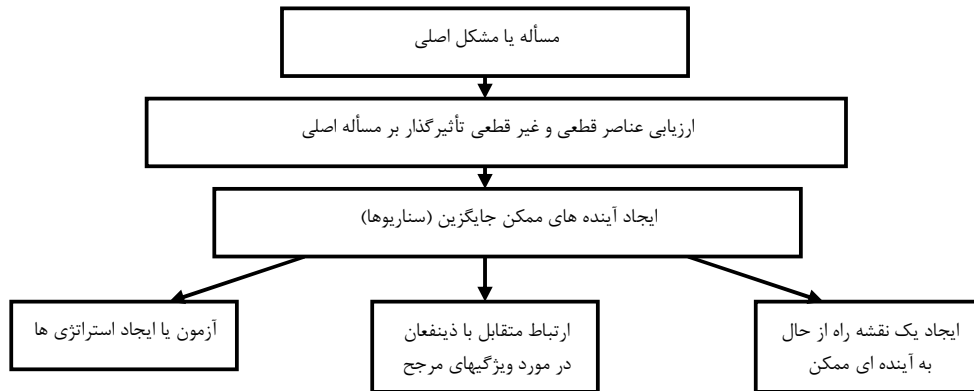 مسأله یا مشکل اصلی
ارزیابی عناصر قطعی و غیر قطعی تأثیرگذار بر مسأله اصلی
ایجاد آینده های ممکن جایگزین (سناریوها)
ایجاد یک نقشه راه از حال
به آینده ای ممکن
ارتباط متقابل با ذینفعان
در مورد ویژگیهای مرجح
آزمون یا ایجاد استراتژی ها